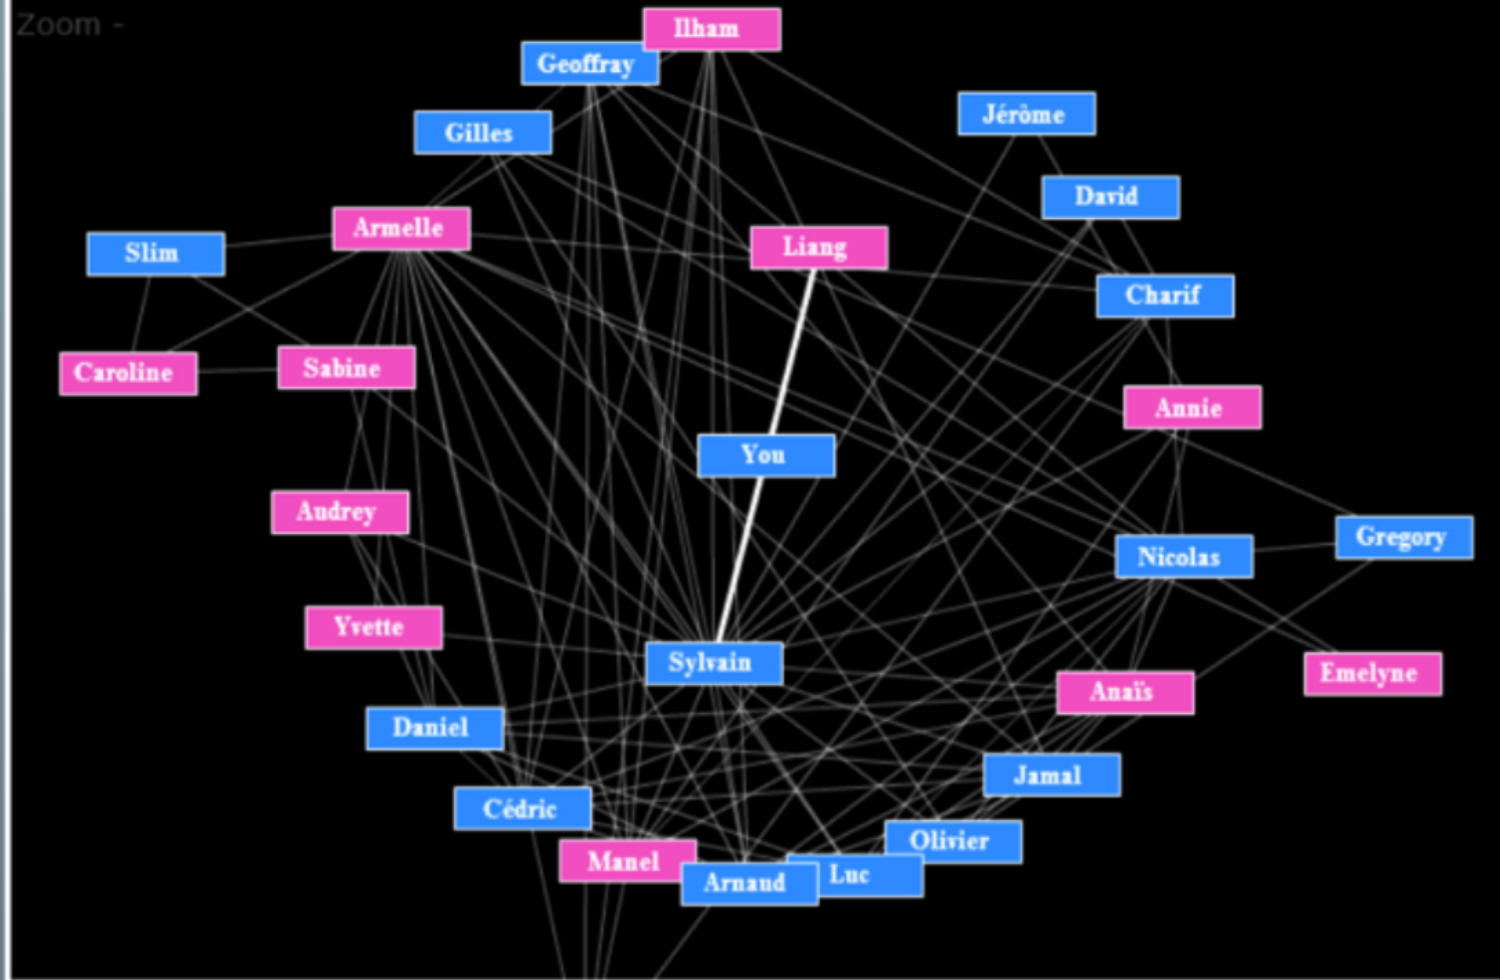 Zoom -
Ilham
Geoffray
Jérôme
Gilles
David
Armelle
Liang
Slim
Charif
Caroline
Sabine
Annie
You
Audrey
Gregory
Nicolas
Yvette
Sylvain
Emelyne
Anaïs
Daniel
Jamal
Cédric
Olivier
Manel
Luc
Arnaud